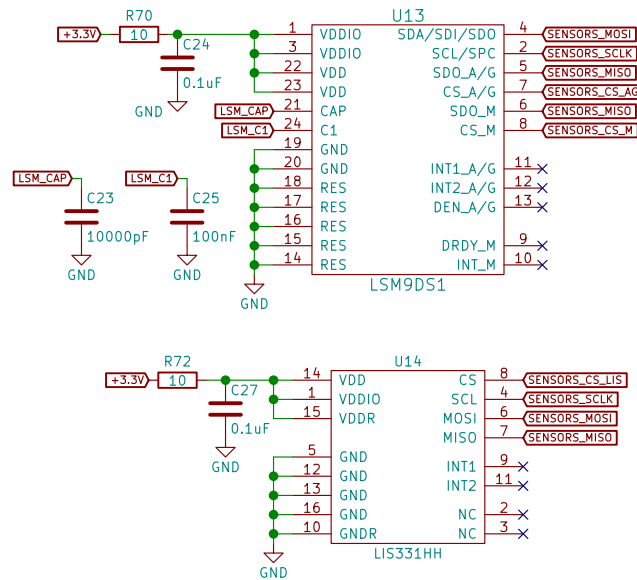 U13
R70
+3.3V
10
C24
0.1uF
GND
1 VDDIO SDA/SDI/SDO 4 SENSORS_MOSI
3 VDDIO SCL/SPC 2 SENSORS_SCLK
22 VDD SDO_A/G 5 SENSORS_MISO
23 VDD CS_A/G 7 SENSORS_CS_AG
LSM_CAP 21 CAP SDO_M 6 SENSORS_MISO
LSM_C1 24 C1 CS_M 8 SENSORS_CS_M
19 GND
20 GND INT1_A/G 11
18 RES INT2_A/G 12
17 RES DEN_A/G 13
16 RES
15 RES DRDY_M 9
14 RES INT_M 10
GND
LSM9DS1
LSM_CAP
C23
10000pF
GND
LSM_C1
C25
100nF
GND
U14
R72
+3.3V
10
C27
0.1uF
GND
14 VDD CS 8 SENSORS_CS_LIS
1 VDDIO SCL 4 SENSORS_SCLK
15 VDDR MOSI 6 SENSORS_MOSI
MISO 7 SENSORS_MISO
5 GND INT1 9
12 GND INT2 11
13 GND
16 GND NC 2
10 GNDR NC 3
GND
LIS331HH